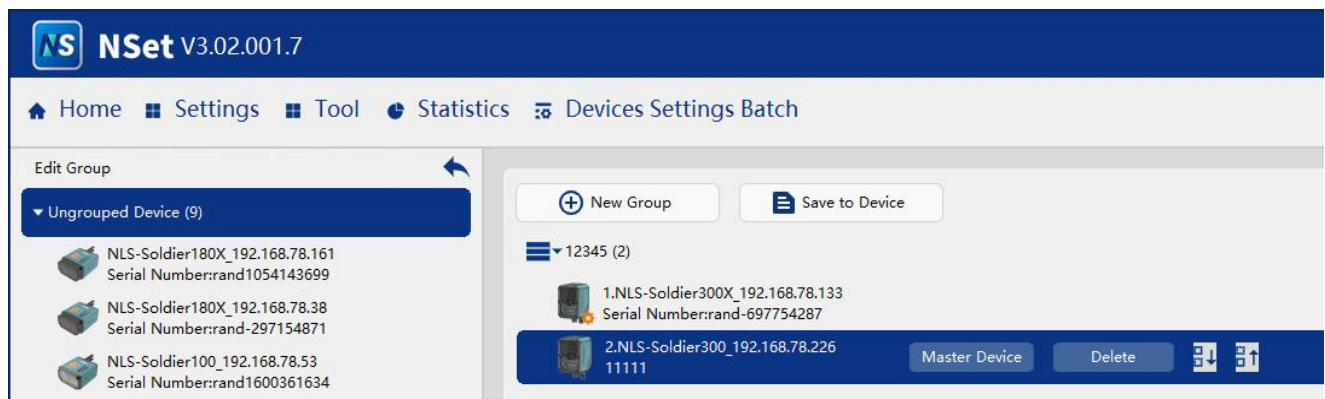 NS NSet V3.02.001.7
Home Settings Tool Statistics Devices Settings Batch
Edit Group
Ungrouped Device (9)
NLS-Soldier180X_192.168.78.161
Serial Number:rand1054143699
NLS-Soldier180X_192.168.78.38
Serial Number:rand-297154871
NLS-Soldier100_192.168.78.53
Serial Number:rand1600361634
New Group Save to Device
12345 (2)
1.NLS-Soldier300X_192.168.78.133
Serial Number:rand-697754287
2.NLS-Soldier300_192.168.78.226
11111
Master Device Delete